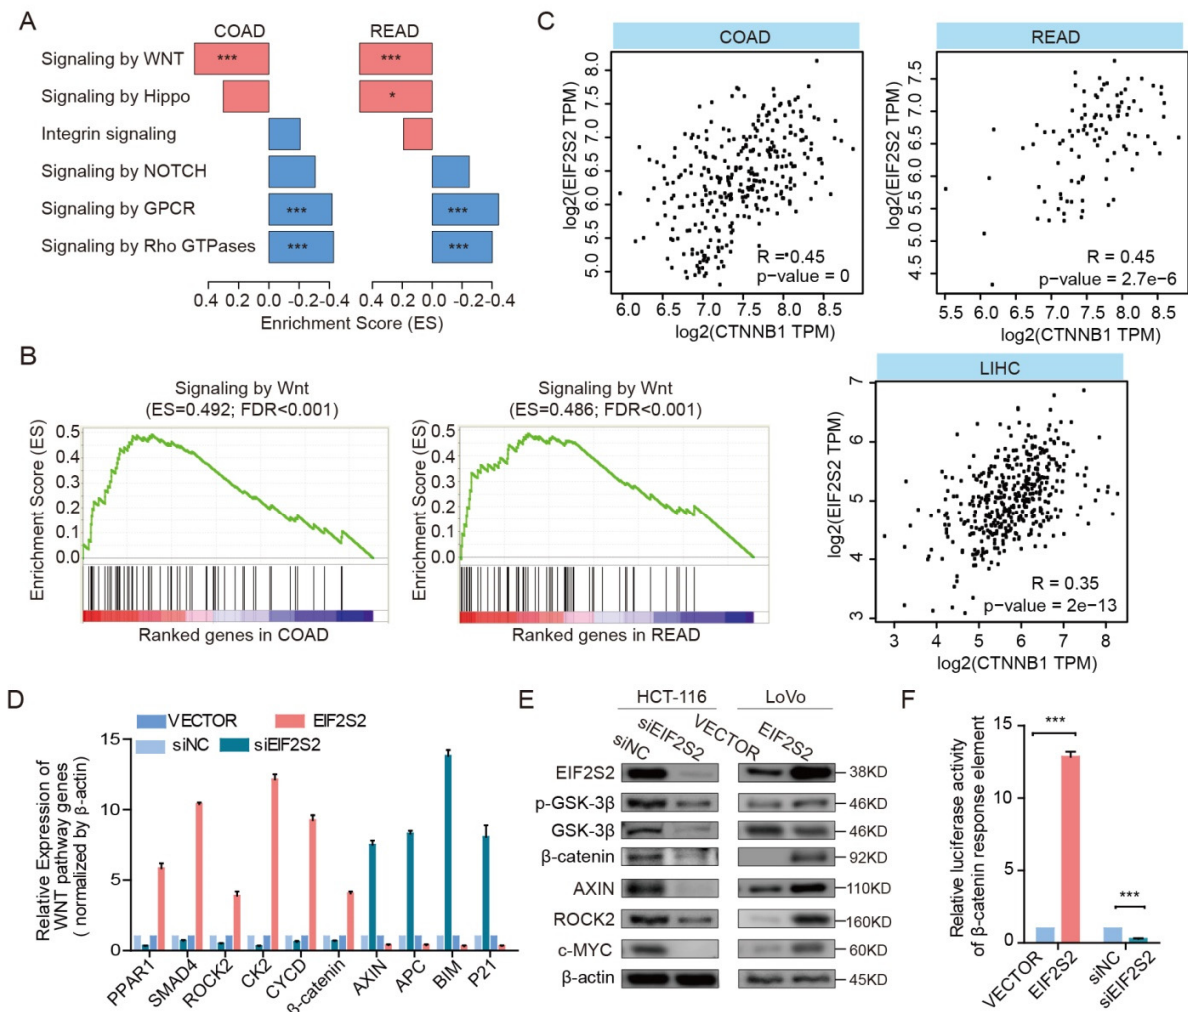 A
COAD READ
Signaling by WNT *** ***
Signaling by Hippo *
Integrin signaling
Signaling by NOTCH
Signaling by GPCR *** ***
Signaling by Rho GTPases *** ***
0.4 0.2 0.0 -0.2 -0.4 0.4 0.2 0.0 -0.2 -0.4
Enrichment Score (ES)
B
Signaling by Wnt
(ES=0.492; FDR<0.001)
Enrichment Score (ES)
0.5
0.4
0.3
0.2
0.1
0.0
Ranked genes in COAD
Signaling by Wnt
(ES=0.486; FDR<0.001)
Enrichment Score (ES)
0.5
0.4
0.3
0.2
0.1
0.0
Ranked genes in READ
C
COAD
log2(EIF2S2 TPM)
8.0
7.5
7.0
6.5
6.0
5.5
5.0
R = 0.45
p-value = 0
6.0 6.5 7.0 7.5 8.0 8.5
log2(CTNNB1 TPM)
READ
log2(EIF2S2 TPM)
7.5
7.0
6.5
6.0
5.5
5.0
4.5
R = 0.45
p-value = 2.7e-6
5.5 6.0 6.5 7.0 7.5 8.0 8.5
log2(CTNNB1 TPM)
LIHC
log2(EIF2S2 TPM)
7
6
5
4
3
R = 0.35
p-value = 2e-13
3 4 5 6 7 8
log2(CTNNB1 TPM)
D
VECTOR EIF2S2
siNC siEIF2S2
Relative Expression of
WNT pathway genes
( normalized by β-actin)
15
10
5
0
PPAR1 SMAD4 ROCK2 CK2 CYCD β-catenin AXIN APC BIM P21
E
HCT-116 LoVo
siNC siEIF2S2 VECTOR EIF2S2
EIF2S2 38KD
p-GSK-3β 46KD
GSK-3β 46KD
β-catenin 92KD
AXIN 110KD
ROCK2 160KD
c-MYC 60KD
β-actin 45KD
F
Relative luciferase activity
of β-catenin response element
15
12
9
6
3
0
***
***
VECTOR EIF2S2 siNC siEIF2S2